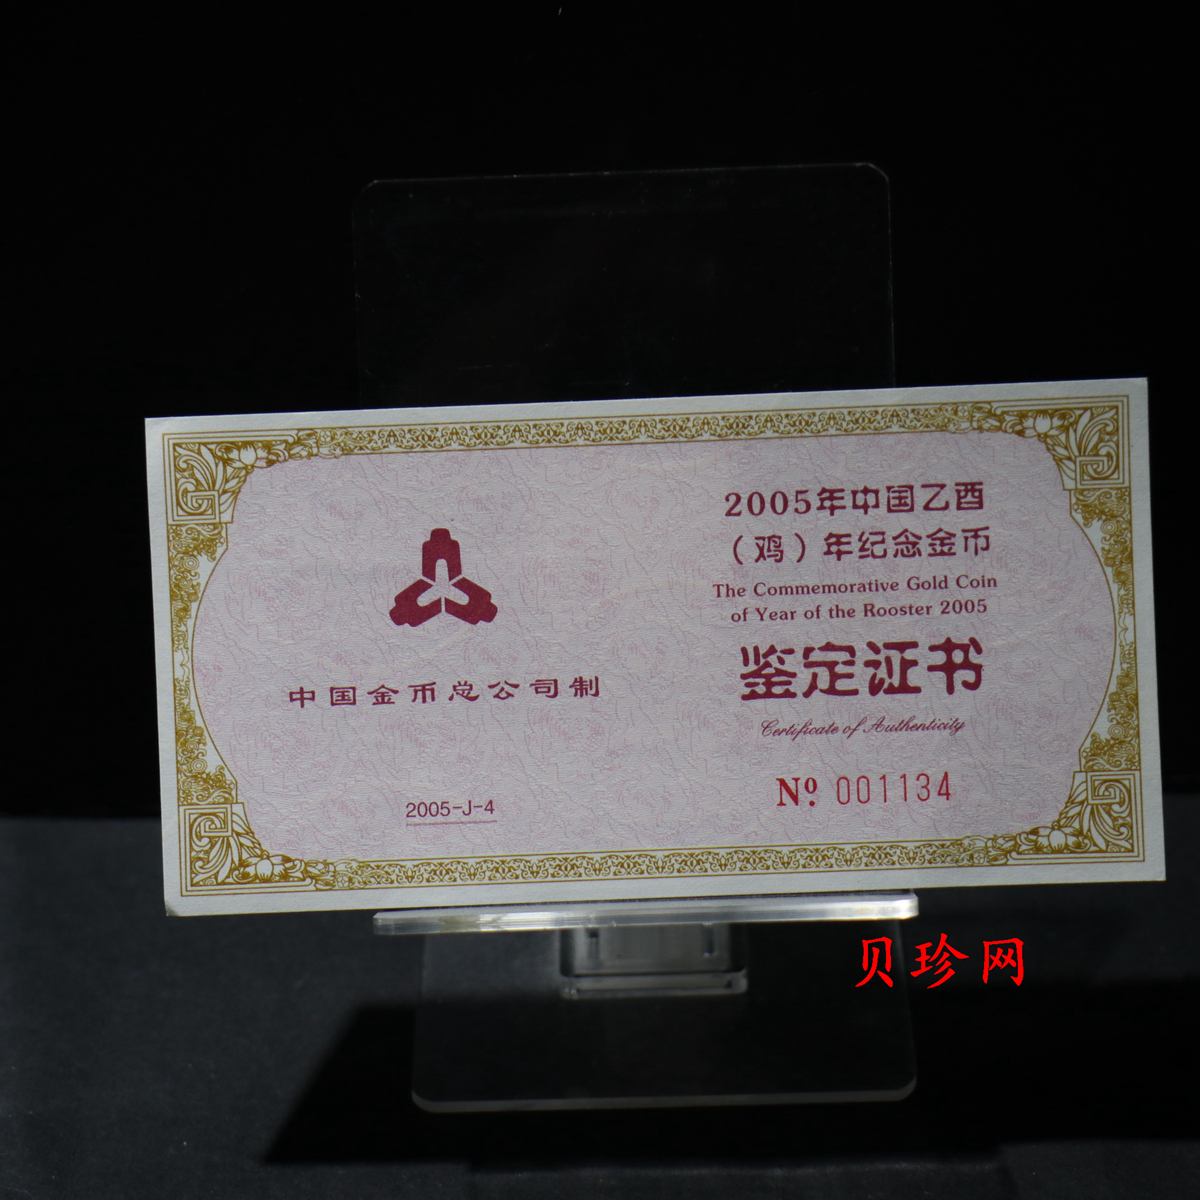 2005年中国乙酉
（鸡）年纪念金币
The Commemorative Gold Coin
of Year of the Rooster 2005
鉴定证书
Certificate of Authenticity
Nº 001134
中国金币总公司制
2005-J-4
贝珍网